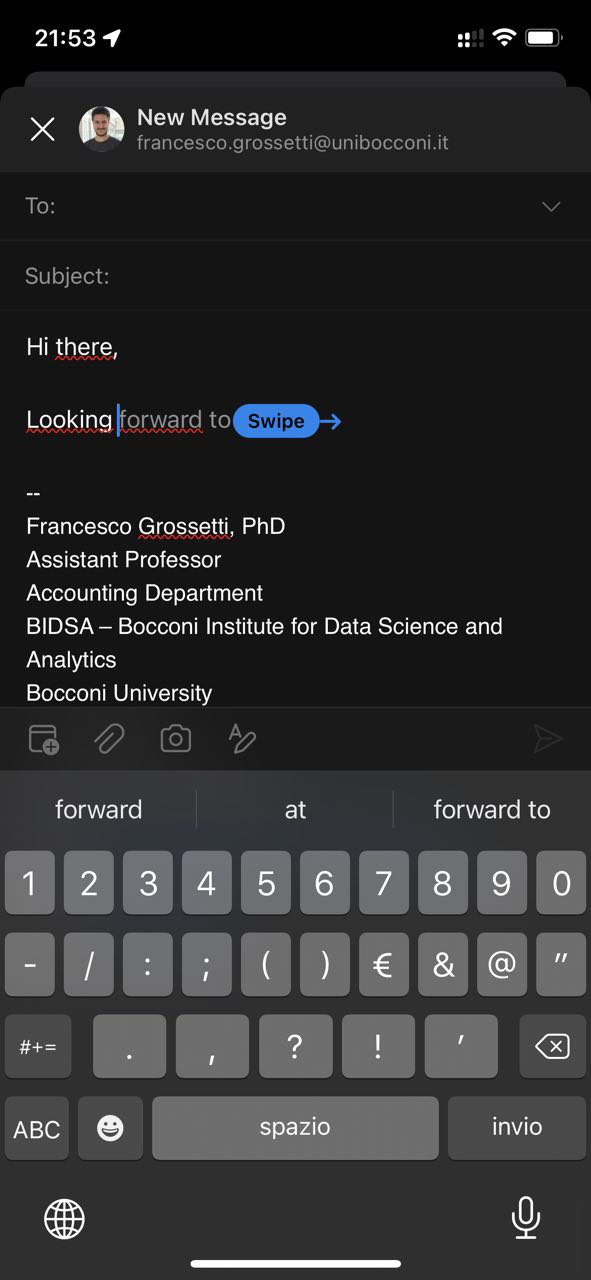 21:53
New Message
francesco.grossetti@unibocconi.it
To:
Subject:
Hi there,
Looking forward to Swipe
--
Francesco Grossetti, PhD
Assistant Professor
Accounting Department
BIDSA – Bocconi Institute for Data Science and
Analytics
Bocconi University
forward at forward to
1 2 3 4 5 6 7 8 9 0
- / : ; ( ) € & @ "
#+= . , ? ! ’
ABC spazio invio